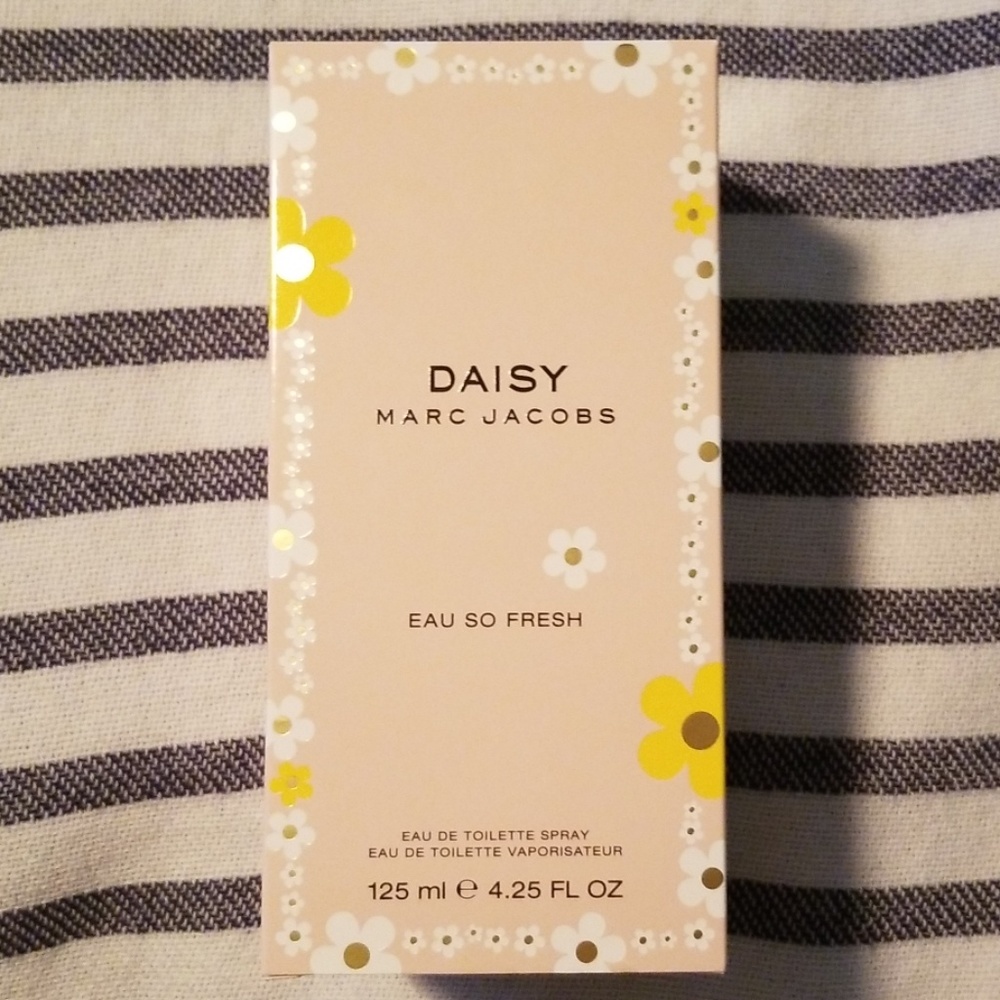 DAISY
MARC JACOBS
EAU SO FRESH
EAU DE TOILETTE SPRAY
EAU DE TOILETTE VAPORISATEUR
125 ml ℮ 4.25 FL OZ